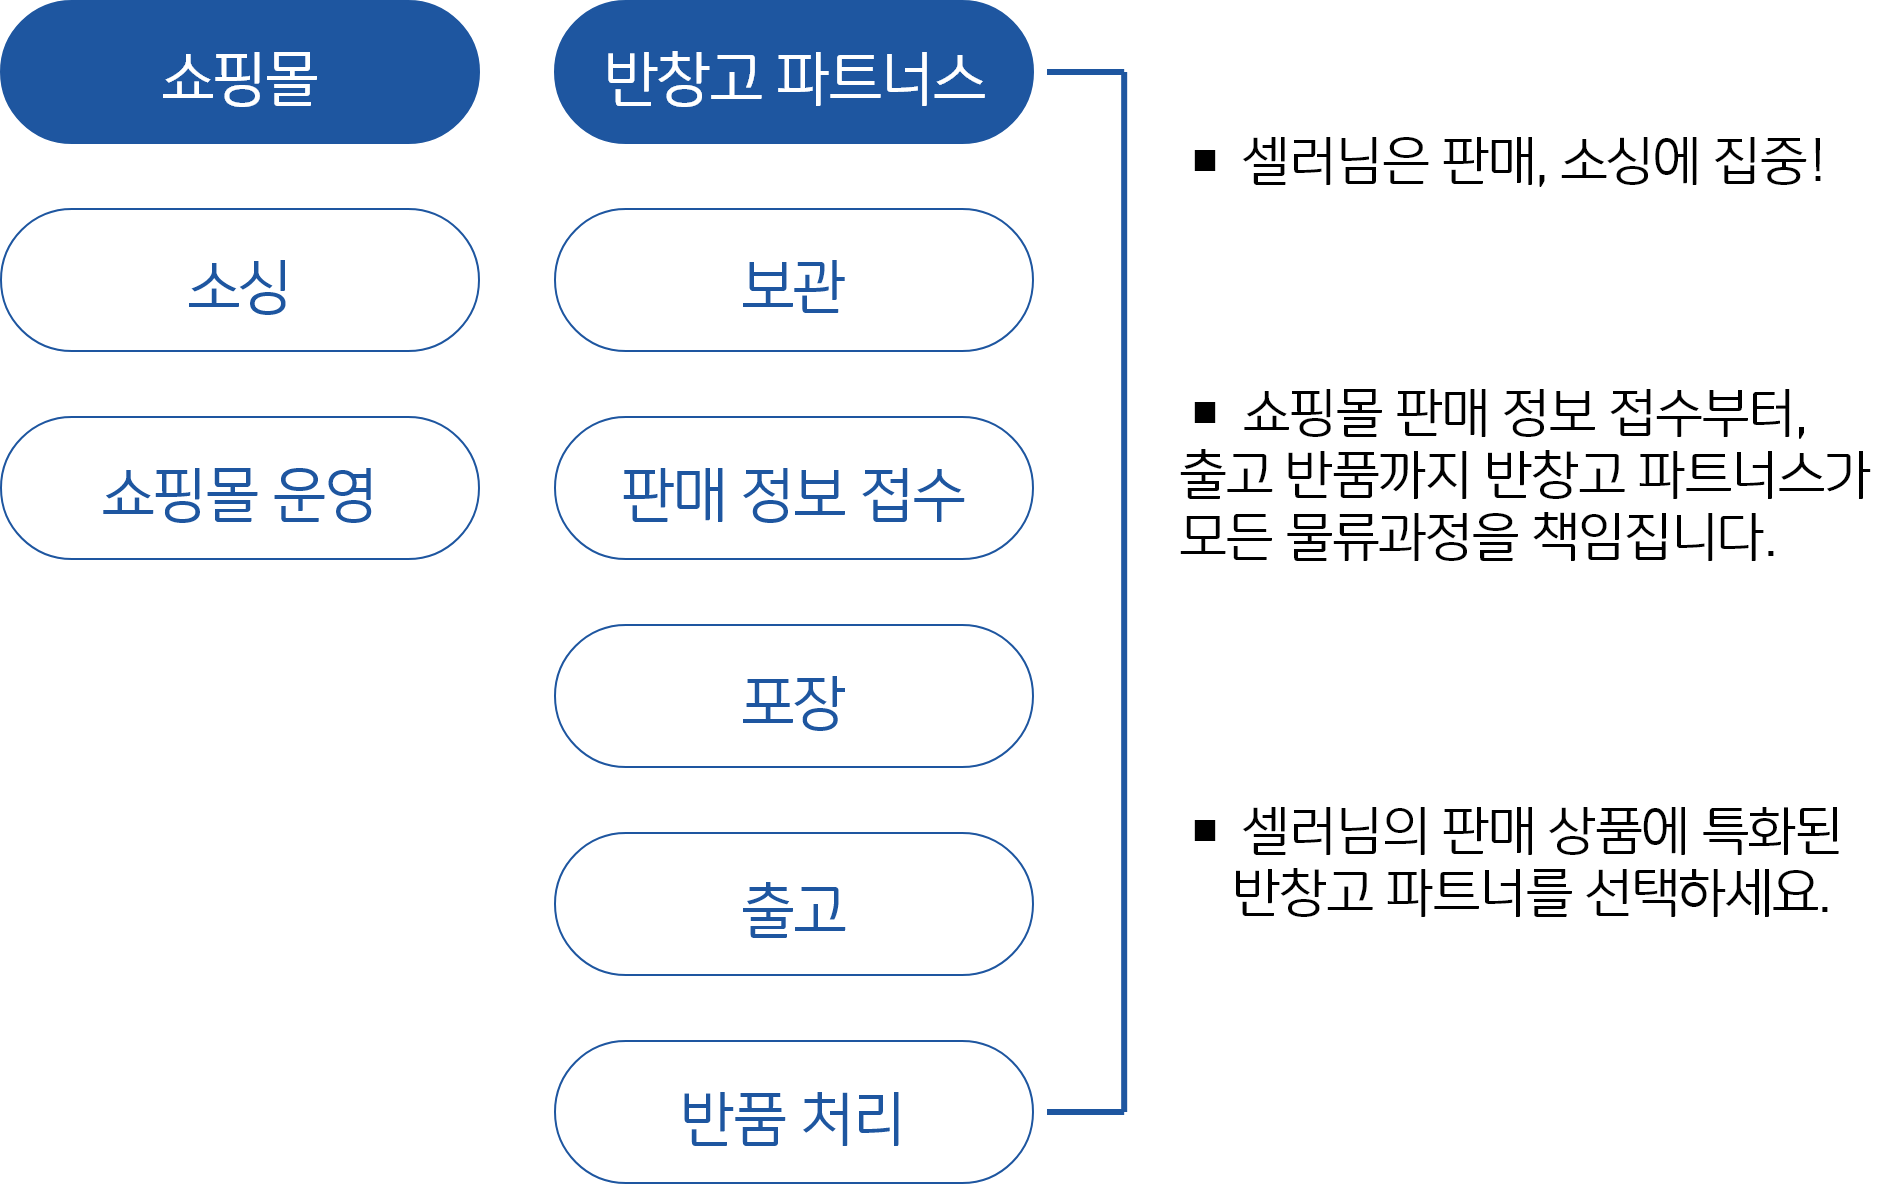 쇼핑몰
소싱
쇼핑몰 운영
반창고 파트너스
보관
판매 정보 접수
포장
출고
반품 처리
▪ 셀러님은 판매, 소싱에 집중!
▪ 쇼핑몰 판매 정보 접수부터,
출고 반품까지 반창고 파트너스가
모든 물류과정을 책임집니다.
▪ 셀러님의 판매 상품에 특화된
반창고 파트너를 선택하세요.